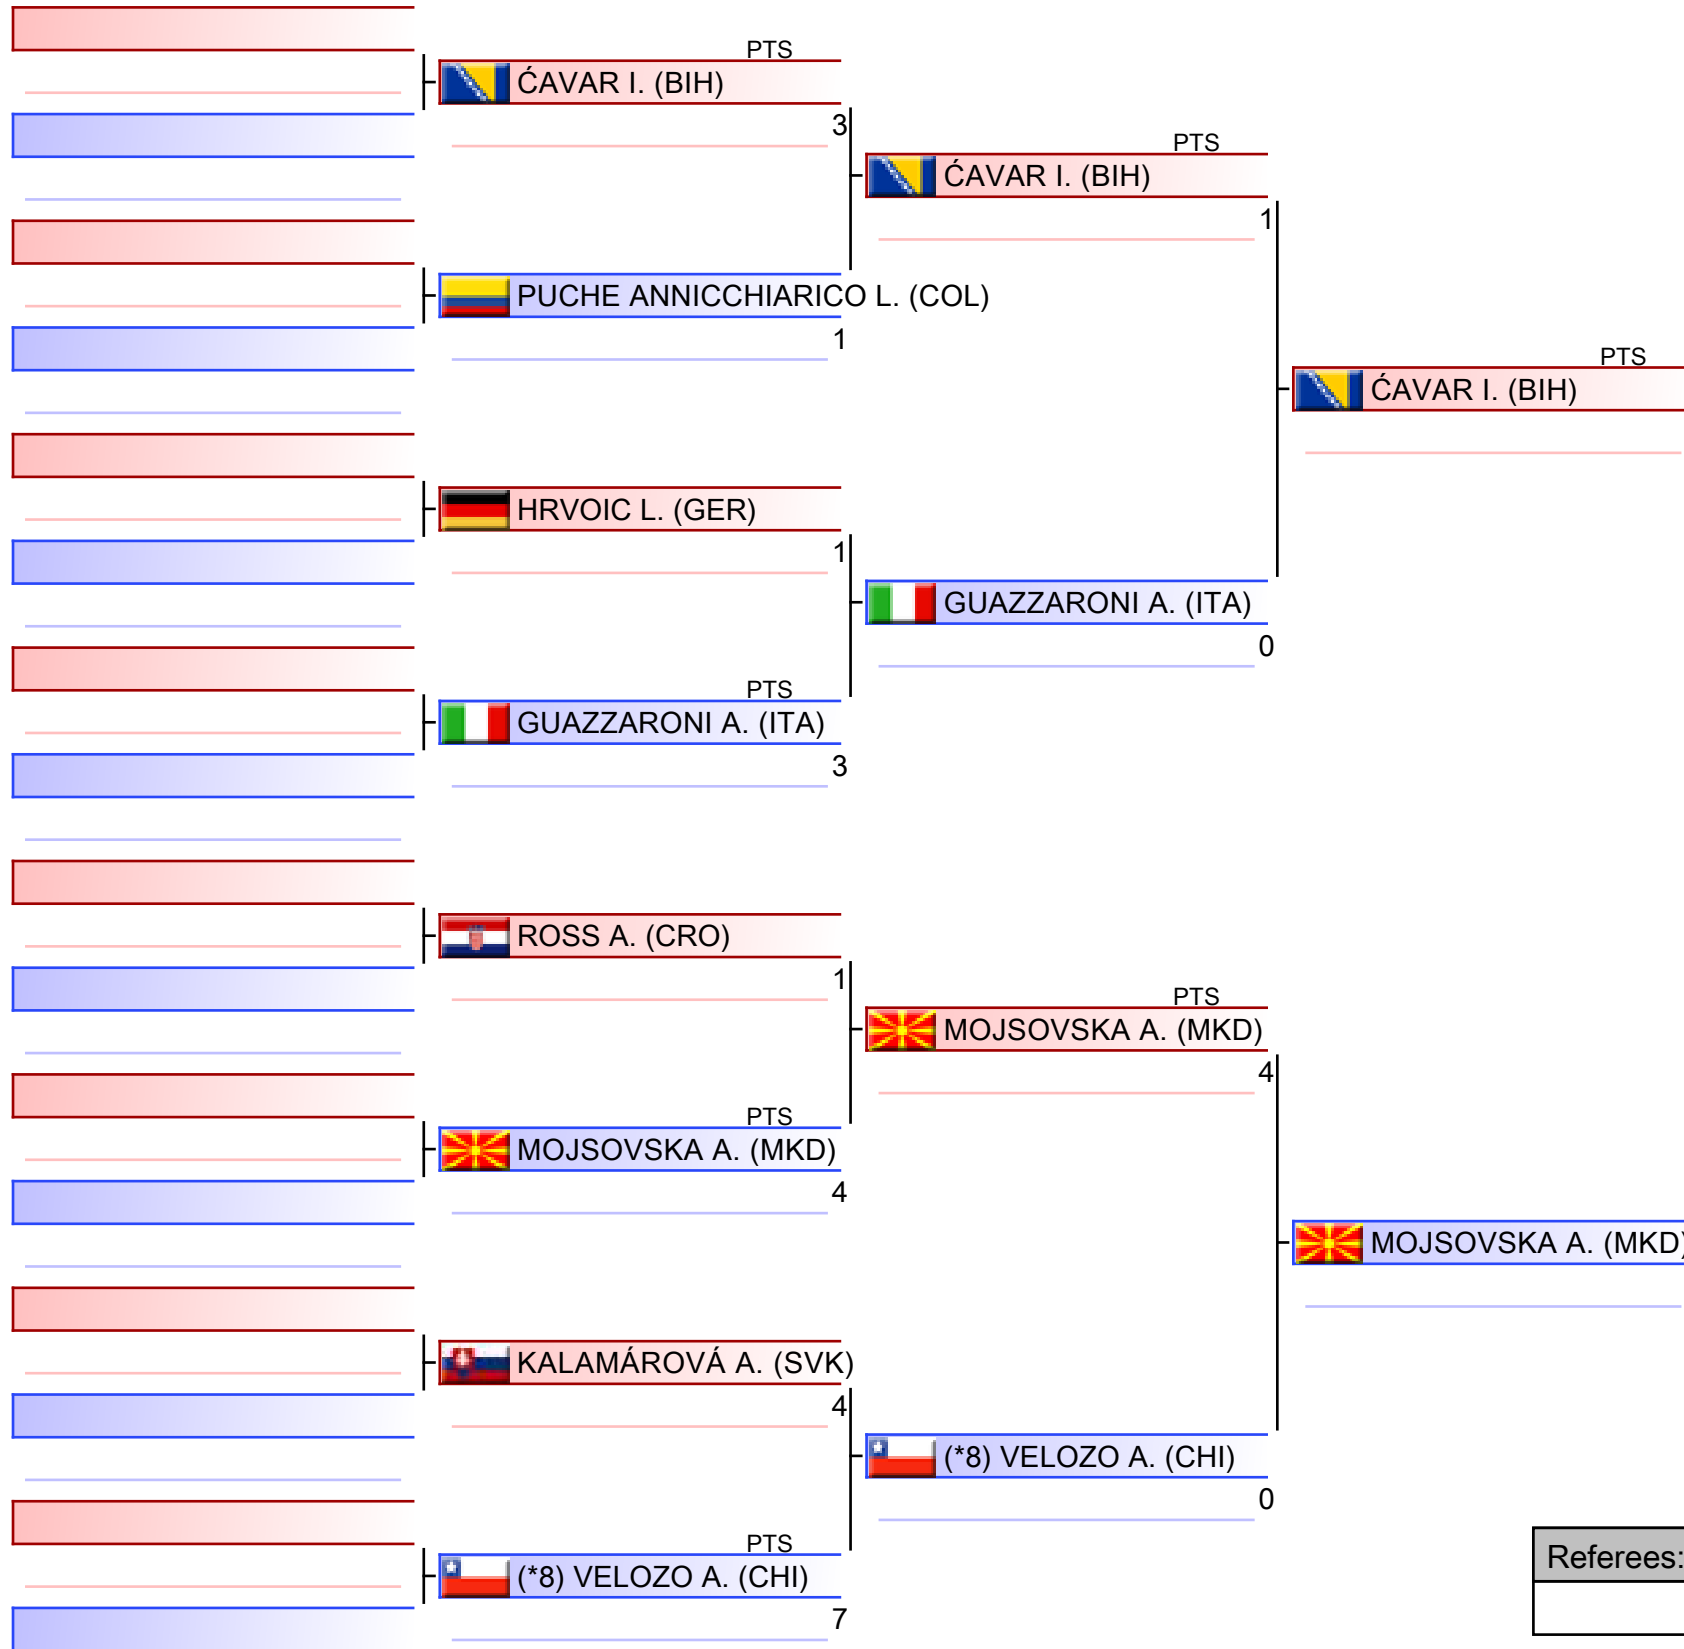 PTS
ĆAVAR I. (BIH)
3
PTS
ĆAVAR I. (BIH)
1
PUCHE ANNICCHIARICO L. (COL)
1
PTS
ĆAVAR I. (BIH)
HRVOIC L. (GER)
1
GUAZZARONI A. (ITA)
0
PTS
GUAZZARONI A. (ITA)
3
ROSS A. (CRO)
1
PTS
MOJSOVSKA A. (MKD)
4
PTS
MOJSOVSKA A. (MKD)
4
MOJSOVSKA A. (MKD)
KALAMÁROVÁ A. (SVK)
4
(*8) VELOZO A. (CHI)
0
PTS
(*8) VELOZO A. (CHI)
7
Referees: